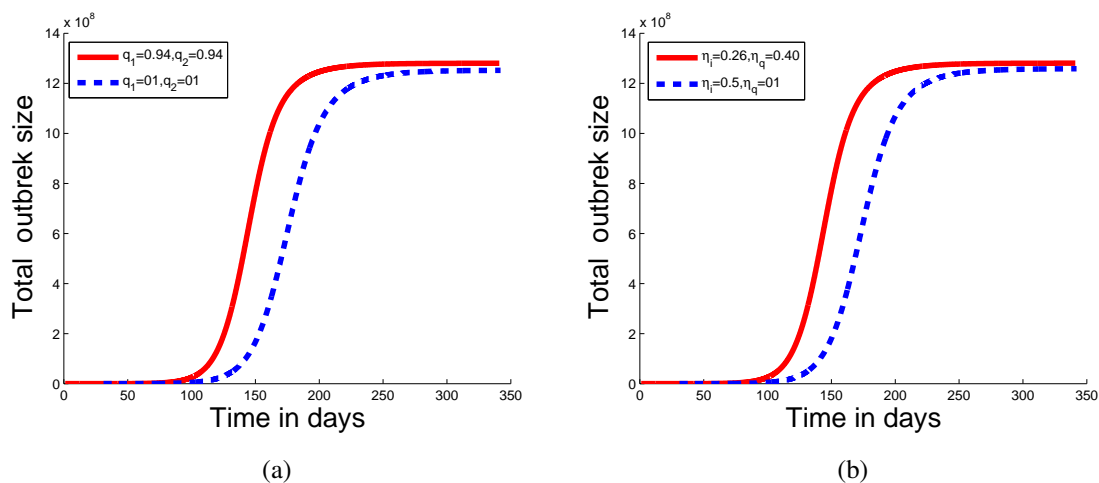 x 10^8
14
12
10
8
6
4
2
0
Total outbrek size
q_1=0.94,q_2=0.94
q_1=01,q_2=01
0 50 100 150 200 250 300 350
Time in days
(a)
x 10^8
14
12
10
8
6
4
2
0
Total outbrek size
η_i=0.26,η_q=0.40
η_i=0.5,η_q=01
0 50 100 150 200 250 300 350
Time in days
(b)